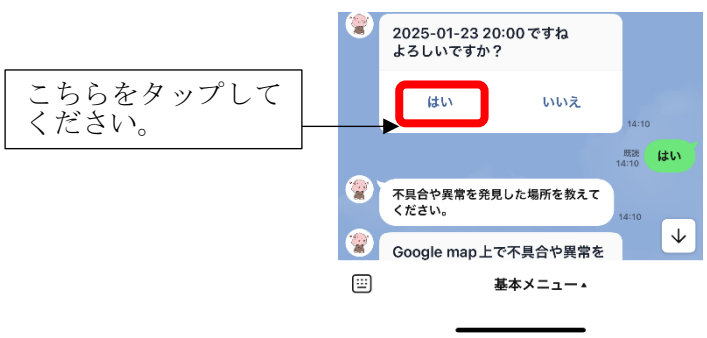 2025-01-23 20:00ですね
よろしいですか？
こちらをタップして
ください。
はい
いいえ
14:10
既読
14:10
はい
不具合や異常を発見した場所を教えて
ください。
14:10
Google map上で不具合や異常を
基本メニュー▲